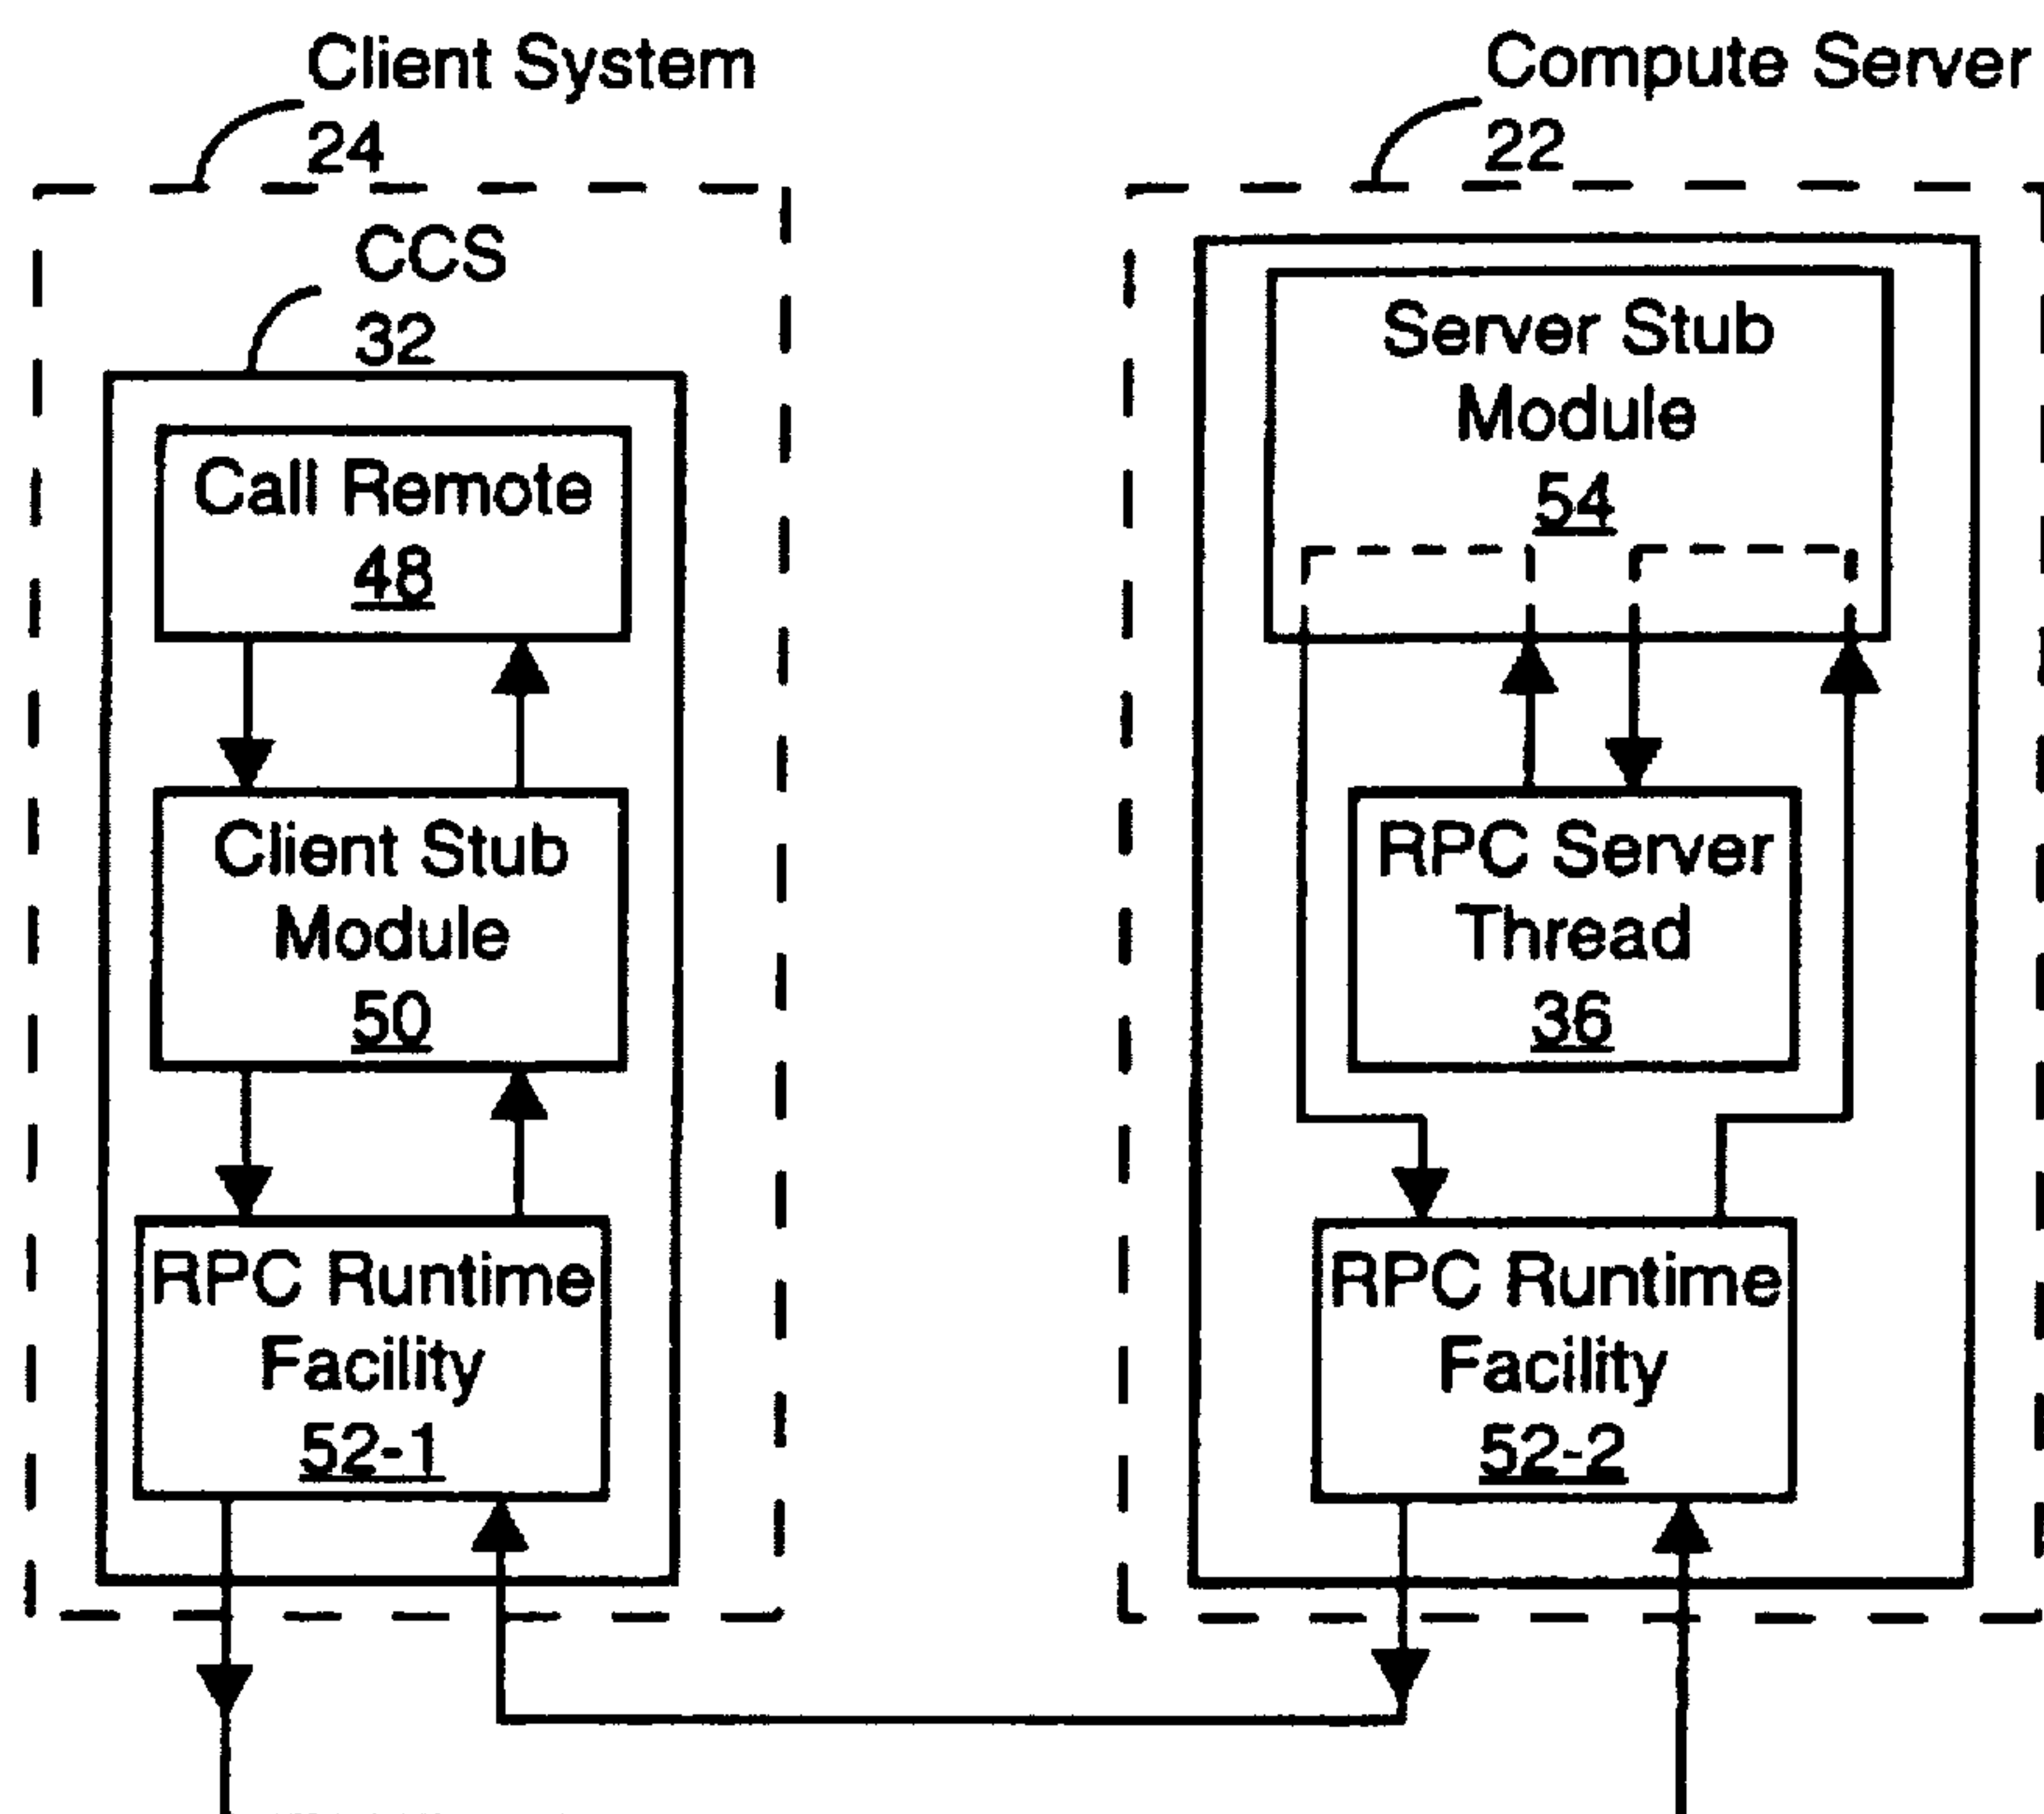 Client System
24
CCS
32
Call Remote
48
Client Stub
Module
50
RPC Runtime
Facility
52-1
Compute Server
22
Server Stub
Module
54
RPC Server
Thread
36
RPC Runtime
Facility
52-2